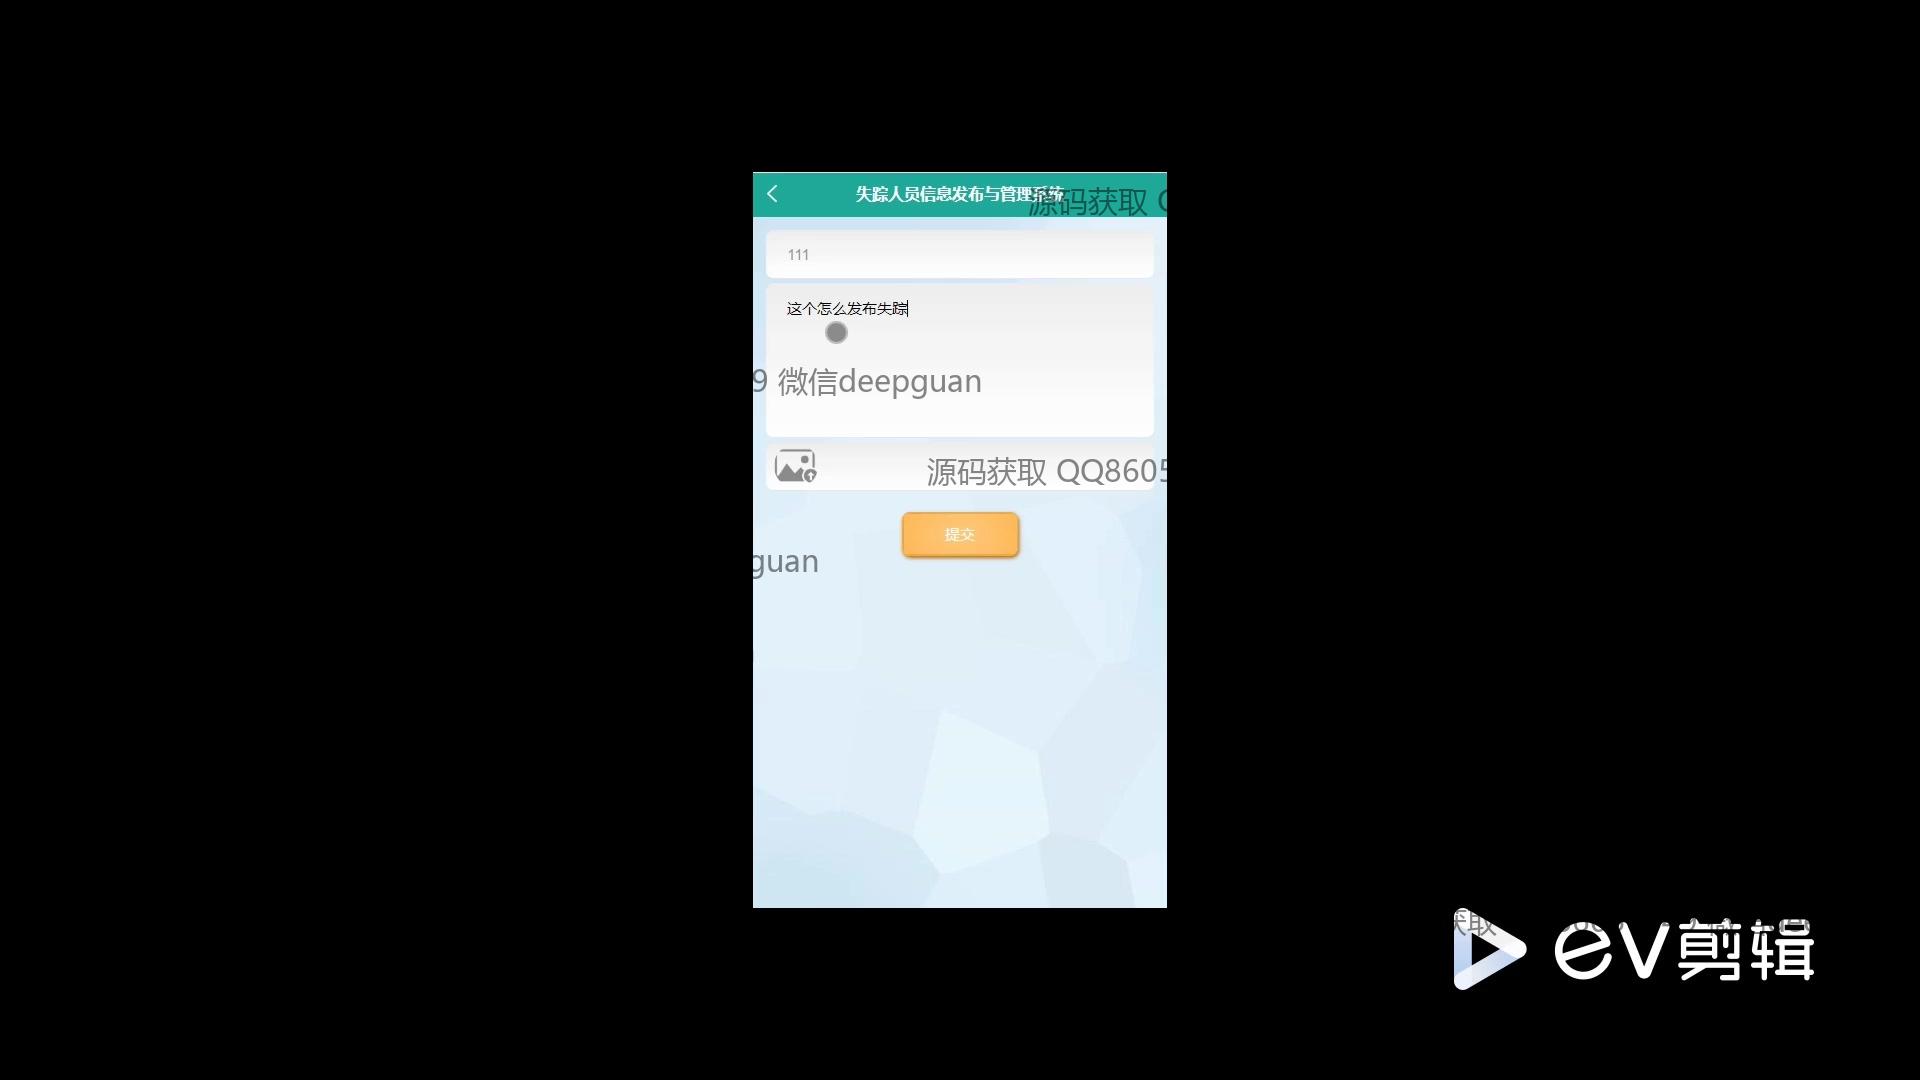 失踪人员信息发布与管理系统
源码获取
111
这个怎么发布失踪
9 微信deepguan
源码获取 QQ8605
提交
guan
获取
ev剪辑